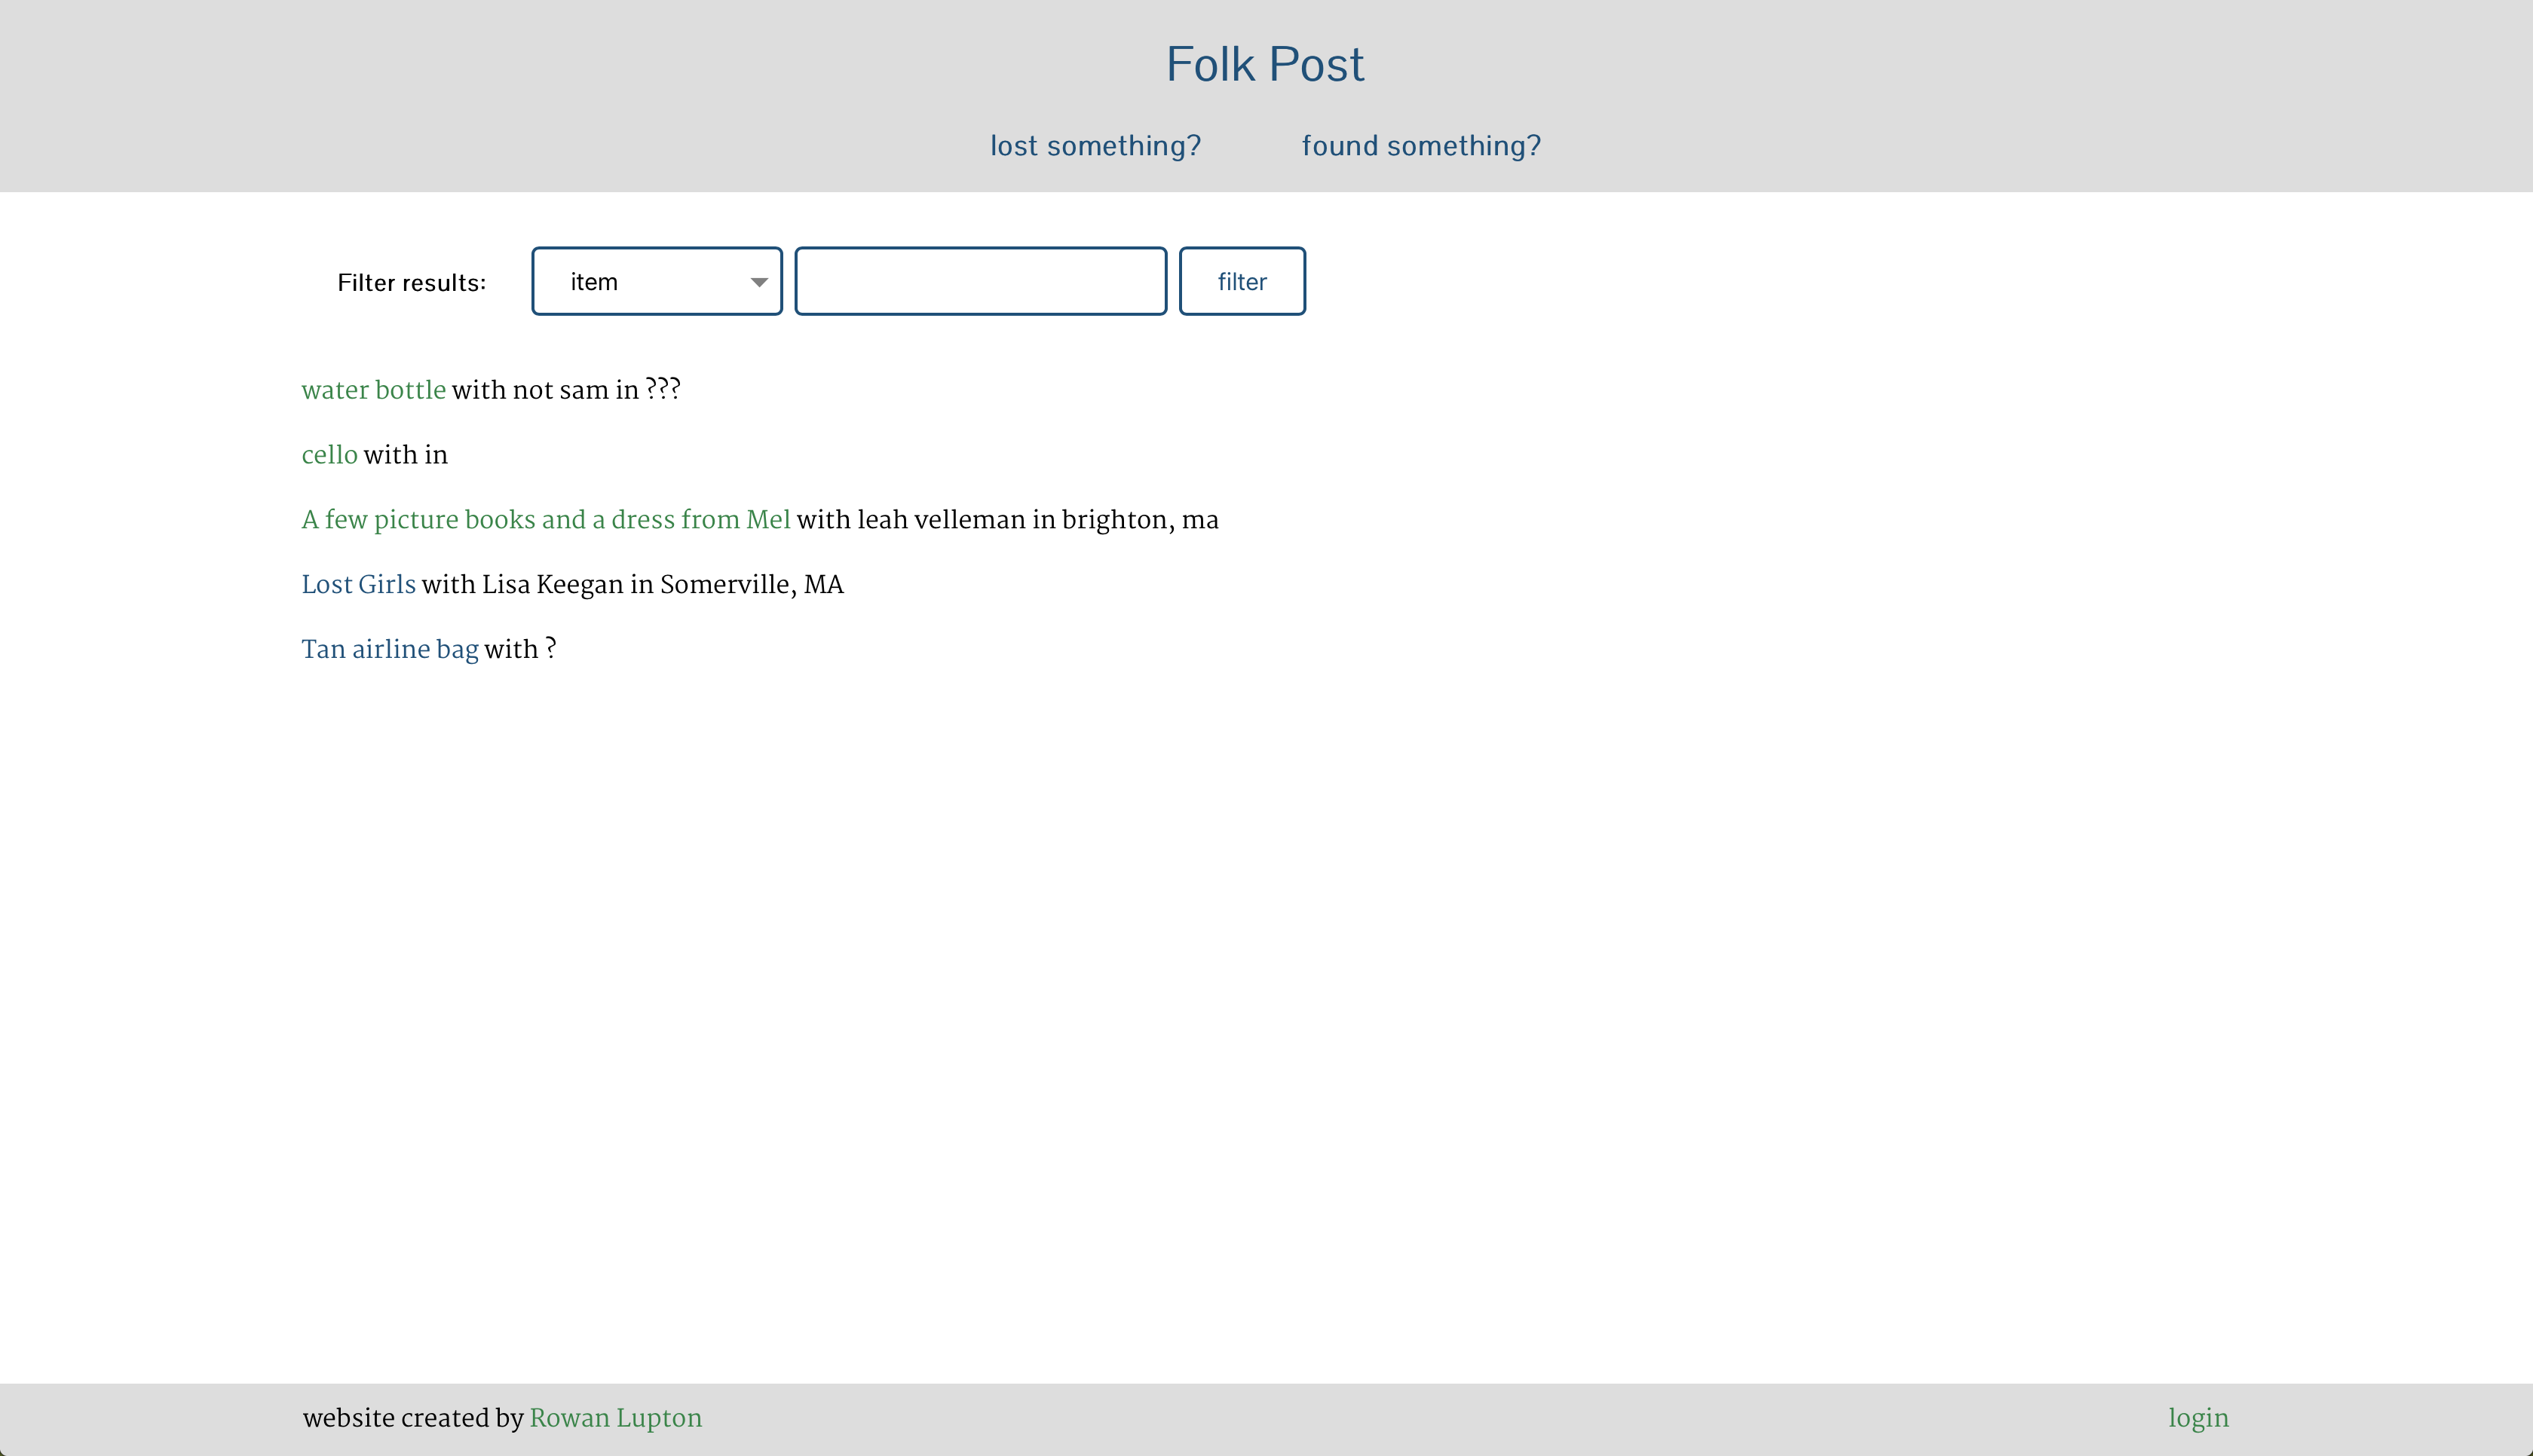 Folk Post
lost something? found something?
Filter results: item filter
water bottle with not sam in ???
cello with in
A few picture books and a dress from Mel with leah velleman in brighton, ma
Lost Girls with Lisa Keegan in Somerville, MA
Tan airline bag with ?
website created by Rowan Lupton login